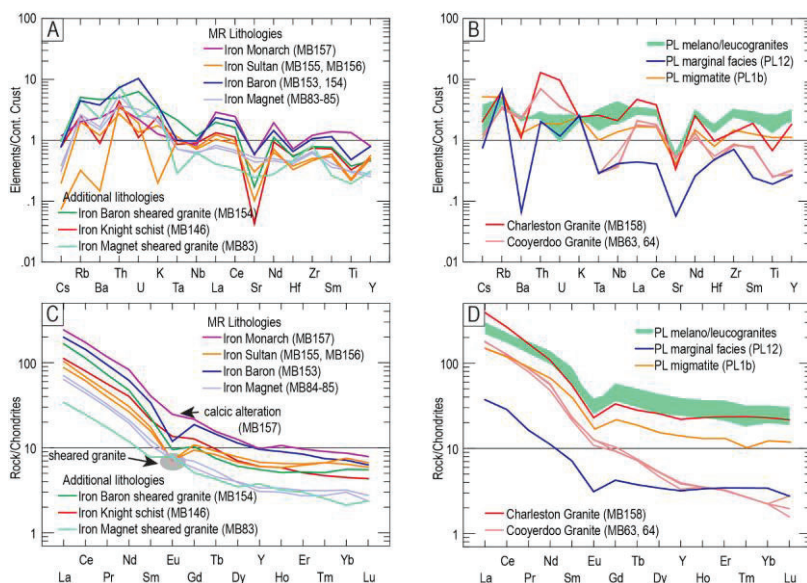 A
MR Lithologies
Iron Monarch (MB157)
Iron Sultan (MB155, MB156)
Iron Baron (MB153, 154)
Iron Magnet (MB83-85)
Elements/Cont. Crust
100
10
1
.1
.01
Additional lithologies
Iron Baron sheared granite (MB154)
Iron Knight schist (MB146)
Iron Magnet sheared granite (MB83)
Rb Th K Nb Ce Nd Zr Ti
Cs Ba U Ta La Sr Hf Sm Y
B
PL melano/leucogranites
PL marginal facies (PL12)
PL migmatite (PL1b)
Elements/Cont. Crust
100
10
1
.1
.01
Charleston Granite (MB158)
Cooyerdoo Granite (MB63, 64)
Rb Th K Nb Ce Nd Zr Ti
Cs Ba U Ta La Sr Hf Sm Y
C
MR Lithologies
Iron Monarch (MB157)
Iron Sultan (MB155, MB156)
Iron Baron (MB153)
Iron Magnet (MB84-85)
Rock/Chondrites
100
10
1
calcic alteration
(MB157)
sheared granite
Additional lithologies
Iron Baron sheared granite (MB154)
Iron Knight schist (MB146)
Iron Magnet sheared granite (MB83)
Ce Nd Eu Tb Y Er Yb
La Pr Sm Gd Dy Ho Tm Lu
D
PL melano/leucogranites
PL marginal facies (PL12)
PL migmatite (PL1b)
Rock/Chondrites
100
10
1
Charleston Granite (MB158)
Cooyerdoo Granite (MB63, 64)
Ce Nd Eu Tb Y Er Yb
La Pr Sm Gd Dy Ho Tm Lu